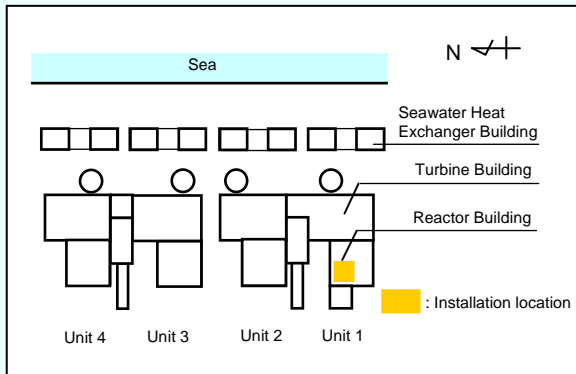 Sea
N
Seawater Heat
Exchanger Building
Turbine Building
Reactor Building
: Installation location
Unit 4
Unit 3
Unit 2
Unit 1